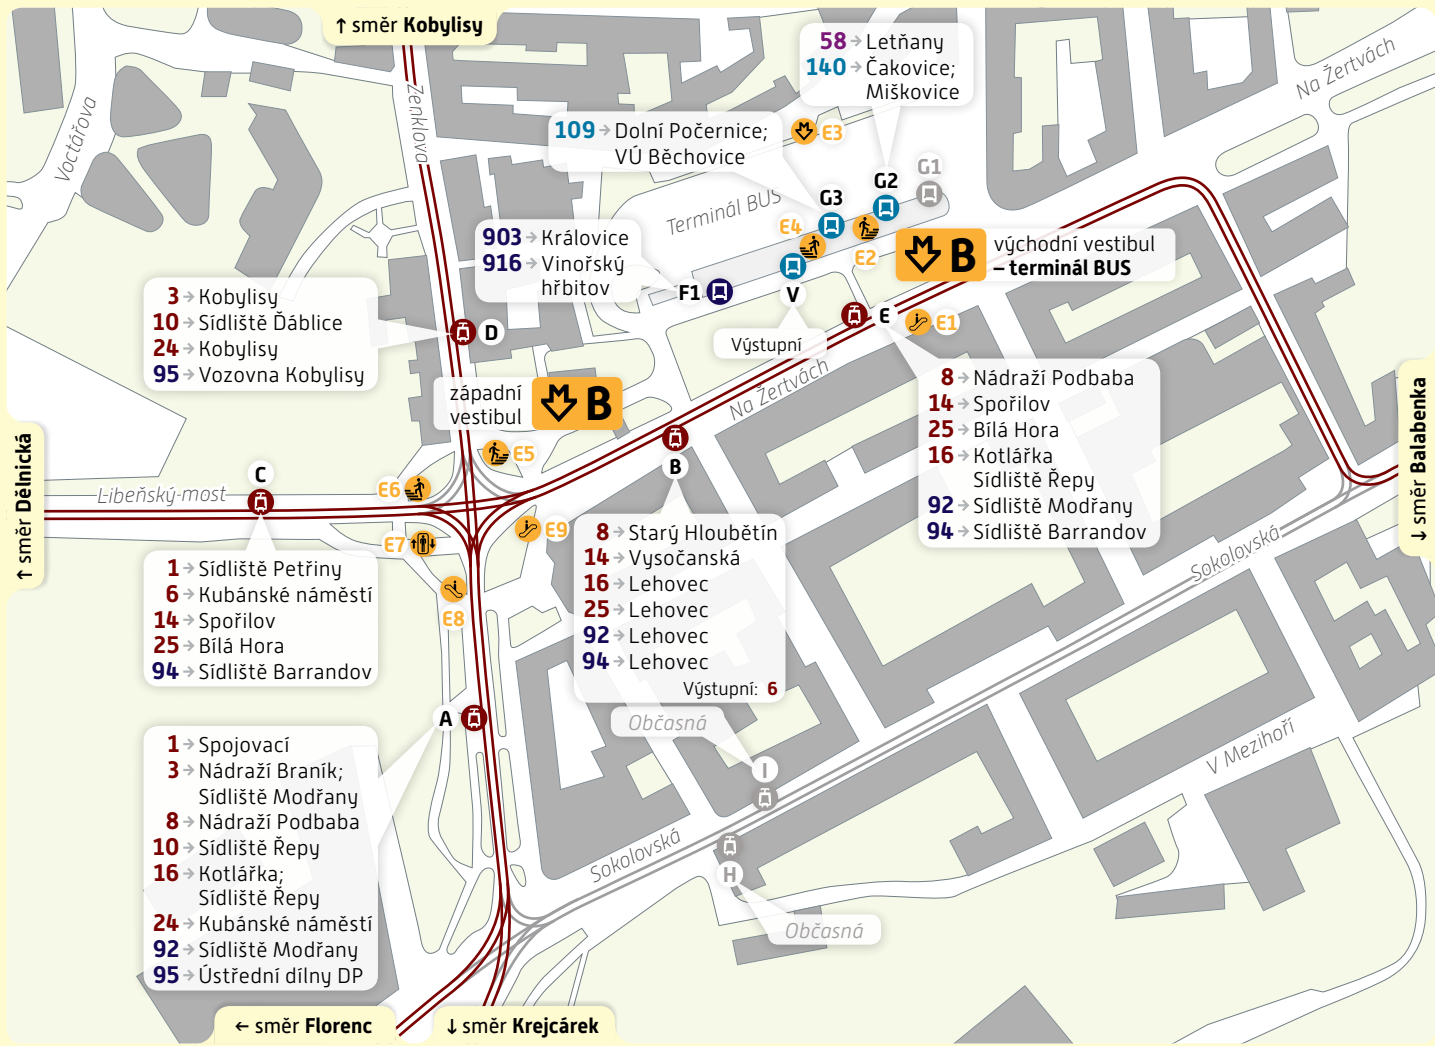 ↑ směr Kobylisy
Zenklova
Voctářova
58 → Letňany
140 → Čakovice;
Miškovice
Na Žertvách
109 → Dolní Počernice;
VÚ Běchovice
E3
G1
G2
G3
Terminál BUS
E4
E2
903 → Královice
916 → Vinořský
hřbitov
F1
V
Výstupní
B
východní vestibul
– terminál BUS
E
E1
3 → Kobylisy
10 → Sídliště Ďáblice
24 → Kobylisy
95 → Vozovna Kobylisy
D
západní
vestibul
B
Na Žertvách
8 → Nádraží Podbaba
14 → Spořilov
25 → Bílá Hora
16 → Kotlářka
Sídliště Řepy
92 → Sídliště Modřany
94 → Sídliště Barrandov
↓ směr Balabenka
↑ směr Dělnická
C
Libeňský most
E5
E6
E7
E8
E9
B
8 → Starý Hloubětín
14 → Vysočanská
16 → Lehovec
25 → Lehovec
92 → Lehovec
94 → Lehovec
Výstupní: 6
1 → Sídliště Petřiny
6 → Kubánské náměstí
14 → Spořilov
25 → Bílá Hora
94 → Sídliště Barrandov
Sokolovská
A
1 → Spojovací
3 → Nádraží Braník;
Sídliště Modřany
8 → Nádraží Podbaba
10 → Sídliště Řepy
16 → Kotlářka;
Sídliště Řepy
24 → Kubánské náměstí
92 → Sídliště Modřany
95 → Ústřední dílny DP
Občasná
I
V Mezihoří
Sokolovská
H
Občasná
← směr Florenc
↓ směr Krejcárek